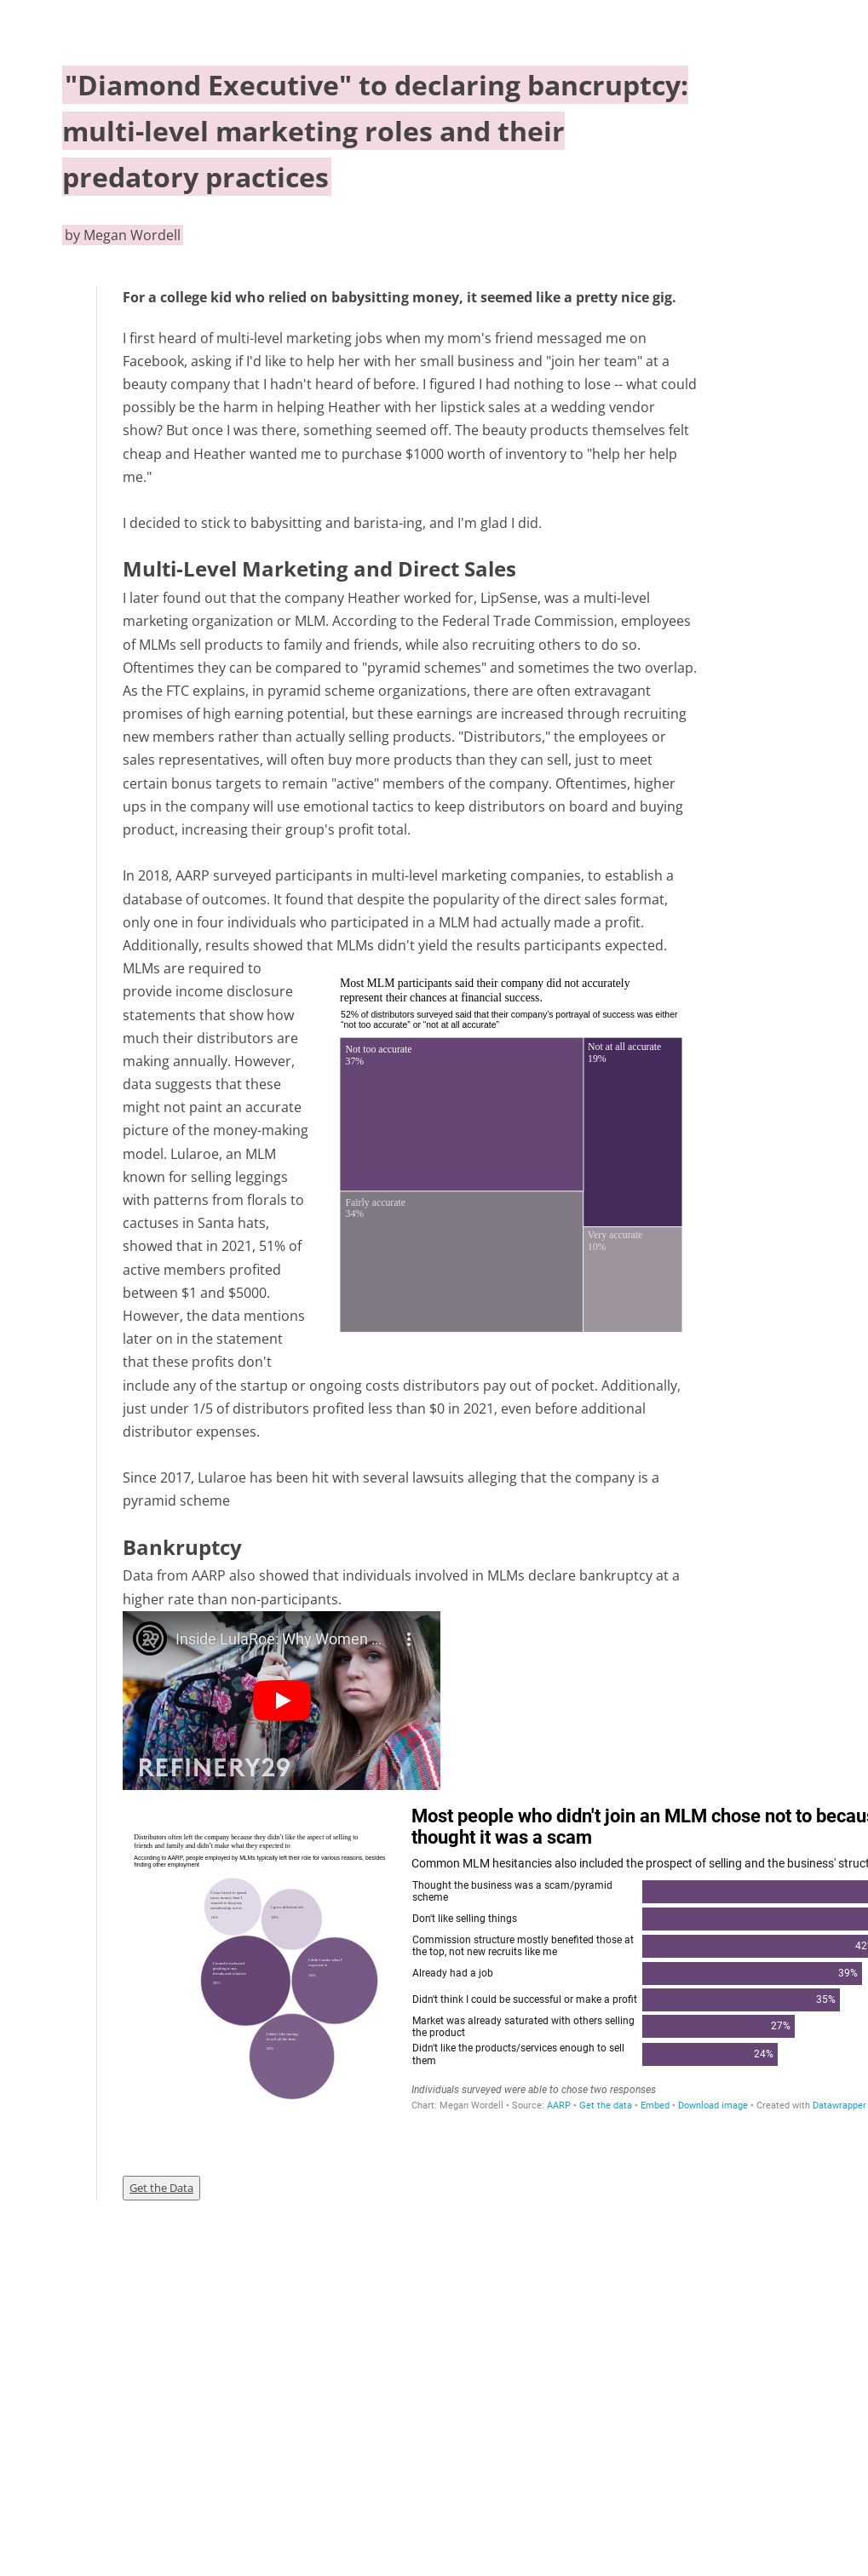 "Diamond Executive" to declaring bancruptcy:
multi-level marketing roles and their
predatory practices
by Megan Wordell
For a college kid who relied on babysitting money, it seemed like a pretty nice gig.
I first heard of multi-level marketing jobs when my mom's friend messaged me on
Facebook, asking if I'd like to help her with her small business and "join her team" at a
beauty company that I hadn't heard of before. I figured I had nothing to lose -- what could
possibly be the harm in helping Heather with her lipstick sales at a wedding vendor
show? But once I was there, something seemed off. The beauty products themselves felt
cheap and Heather wanted me to purchase $1000 worth of inventory to "help her help
me."
I decided to stick to babysitting and barista-ing, and I'm glad I did.
Multi-Level Marketing and Direct Sales
I later found out that the company Heather worked for, LipSense, was a multi-level
marketing organization or MLM. According to the Federal Trade Commission, employees
of MLMs sell products to family and friends, while also recruiting others to do so.
Oftentimes they can be compared to "pyramid schemes" and sometimes the two overlap.
As the FTC explains, in pyramid scheme organizations, there are often extravagant
promises of high earning potential, but these earnings are increased through recruiting
new members rather than actually selling products. "Distributors," the employees or
sales representatives, will often buy more products than they can sell, just to meet
certain bonus targets to remain "active" members of the company. Oftentimes, higher
ups in the company will use emotional tactics to keep distributors on board and buying
product, increasing their group's profit total.
In 2018, AARP surveyed participants in multi-level marketing companies, to establish a
database of outcomes. It found that despite the popularity of the direct sales format,
only one in four individuals who participated in a MLM had actually made a profit.
Additionally, results showed that MLMs didn't yield the results participants expected.
MLMs are required to
provide income disclosure
statements that show how
much their distributors are
making annually. However,
data suggests that these
might not paint an accurate
picture of the money-making
model. Lularoe, an MLM
known for selling leggings
with patterns from florals to
cactuses in Santa hats,
showed that in 2021, 51% of
active members profited
between $1 and $5000.
However, the data mentions
later on in the statement
that these profits don't
include any of the startup or ongoing costs distributors pay out of pocket. Additionally,
just under 1/5 of distributors profited less than $0 in 2021, even before additional
distributor expenses.
Most MLM participants said their company did not accurately
represent their chances at financial success.
52% of distributors surveyed said that their company's portrayal of success was either
"not too accurate" or "not at all accurate"
Not too accurate
37%
Not at all accurate
19%
Fairly accurate
34%
Very accurate
10%
Since 2017, Lularoe has been hit with several lawsuits alleging that the company is a
pyramid scheme
Bankruptcy
Data from AARP also showed that individuals involved in MLMs declare bankruptcy at a
higher rate than non-participants.
Inside LulaRoe: Why Women ...
REFINERY29
Distributors often left the company because they didn't like the aspect of selling to
friends and family and didn't make what they expected to
According to AARP, people employed by MLMs typically left their role for various reasons, besides
finding other employment
Most people who didn't join an MLM chose not to becau
thought it was a scam
Common MLM hesitancies also included the prospect of selling and the business' struct
Thought the business was a scam/pyramid
scheme
Don't like selling things
Commission structure mostly benefited those at
the top, not new recruits like me
42
Already had a job
39%
Didn't think I could be successful or make a profit
35%
Market was already saturated with others selling
the product
27%
Didn't like the products/services enough to sell
them
24%
Individuals surveyed were able to chose two responses
Chart: Megan Wordell • Source: AARP • Get the data • Embed • Download image • Created with Datawrapper
Get the Data